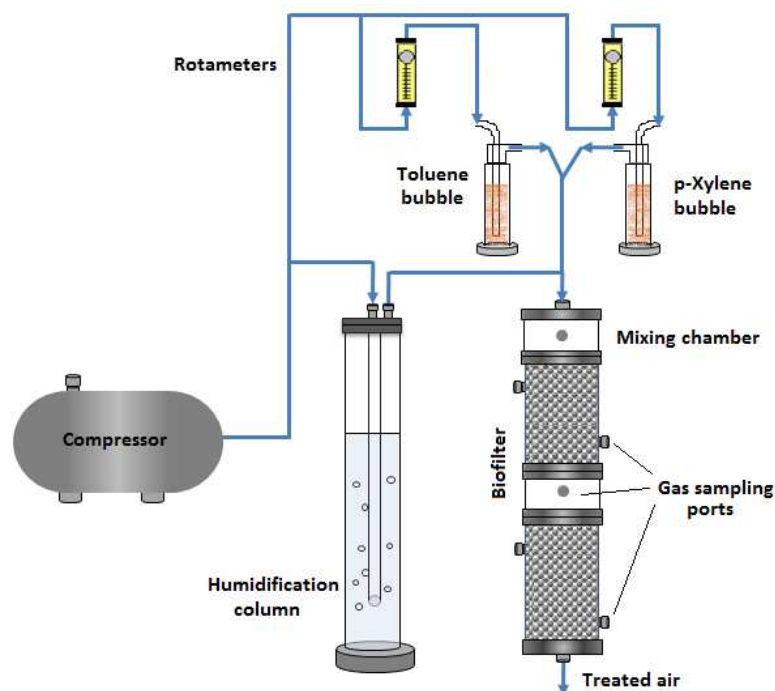 Rotameters
Toluene
bubble
p-Xylene
bubble
Mixing chamber
Compressor
Biofilter
Gas sampling
ports
Humidification
column
Treated air